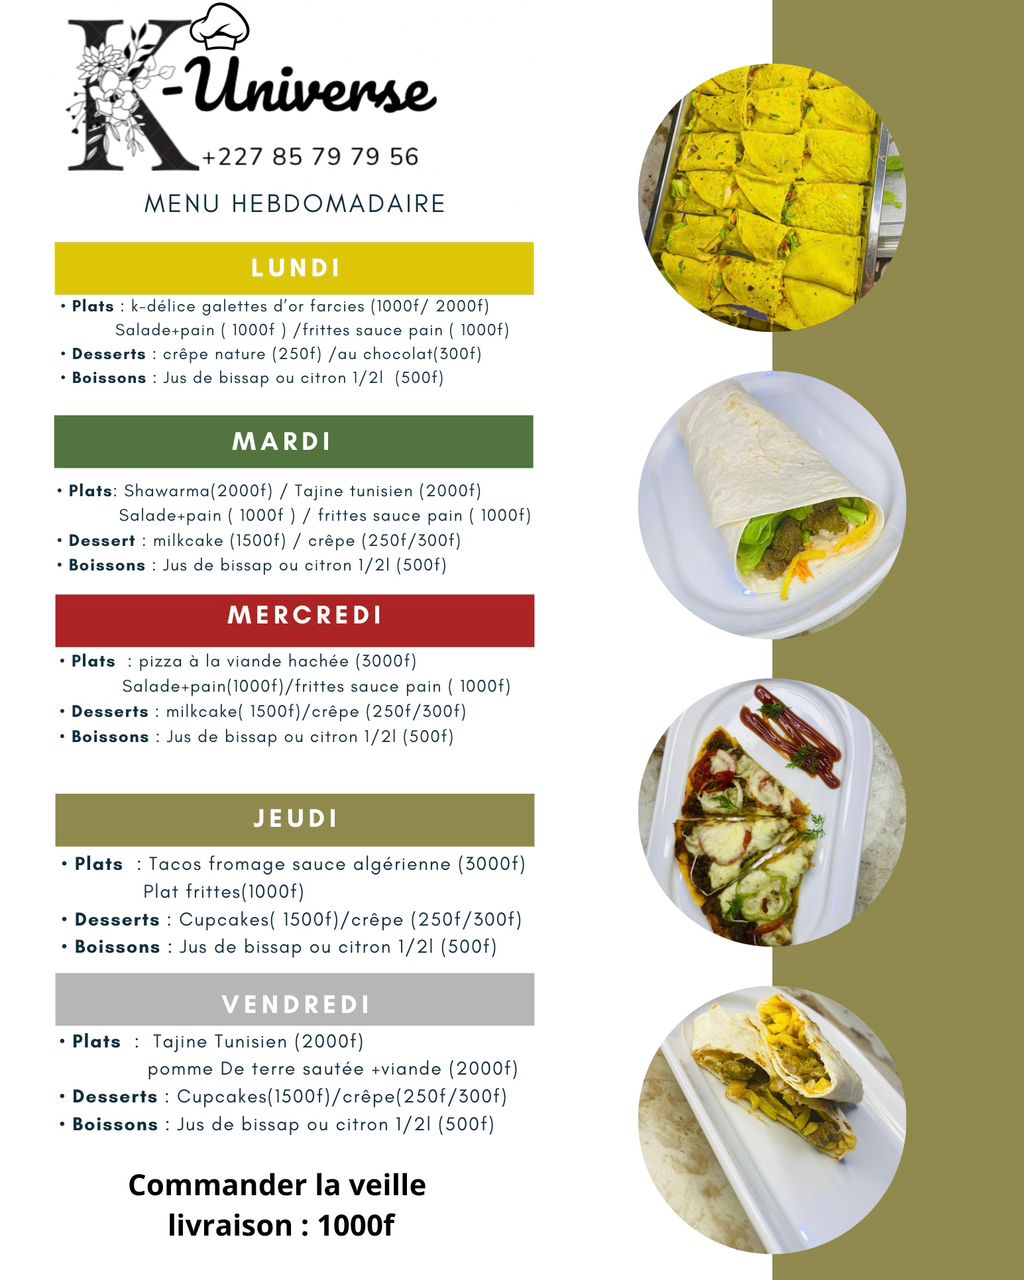 K-Universe
+227 85 79 79 56
MENU HEBDOMADAIRE
LUNDI
• Plats : k-délice galettes d’or farcies (1000f/ 2000f)
Salade+pain ( 1000f ) /frittes sauce pain ( 1000f)
• Desserts : crêpe nature (250f) /au chocolat(300f)
• Boissons : Jus de bissap ou citron 1/2l (500f)
MARDI
• Plats: Shawarma(2000f) / Tajine tunisien (2000f)
Salade+pain ( 1000f ) / frittes sauce pain ( 1000f)
• Dessert : milkcake (1500f) / crêpe (250f/300f)
• Boissons : Jus de bissap ou citron 1/2l (500f)
MERCREDI
• Plats : pizza à la viande hachée (3000f)
Salade+pain(1000f)/frittes sauce pain ( 1000f)
• Desserts : milkcake( 1500f)/crêpe (250f/300f)
• Boissons : Jus de bissap ou citron 1/2l (500f)
JEUDI
• Plats : Tacos fromage sauce algérienne (3000f)
Plat frittes(1000f)
• Desserts : Cupcakes( 1500f)/crêpe (250f/300f)
• Boissons : Jus de bissap ou citron 1/2l (500f)
VENDREDI
• Plats : Tajine Tunisien (2000f)
pomme De terre sautée +viande (2000f)
• Desserts : Cupcakes(1500f)/crêpe(250f/300f)
• Boissons : Jus de bissap ou citron 1/2l (500f)
Commander la veille
livraison : 1000f